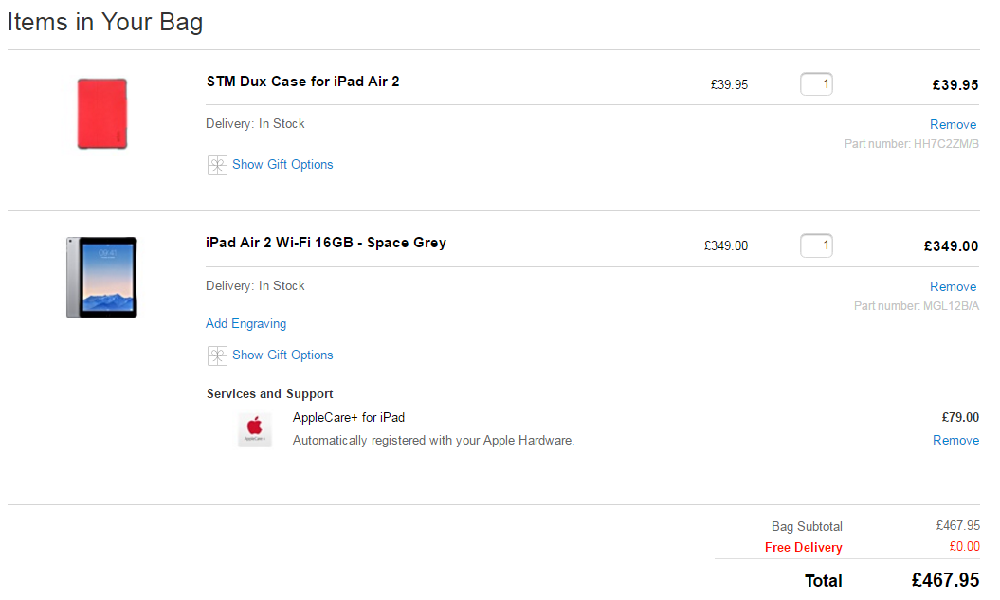 Items in Your Bag
STM Dux Case for iPad Air 2 £39.95 1 £39.95
Delivery: In Stock Remove
Part number: HH7C2ZM/B
Show Gift Options
iPad Air 2 Wi-Fi 16GB - Space Grey £349.00 1 £349.00
Delivery: In Stock Remove
Part number: MGL12B/A
Add Engraving
Show Gift Options
Services and Support
AppleCare+ for iPad £79.00
Automatically registered with your Apple Hardware. Remove
AppleCare+
Bag Subtotal £467.95
Free Delivery £0.00
Total £467.95